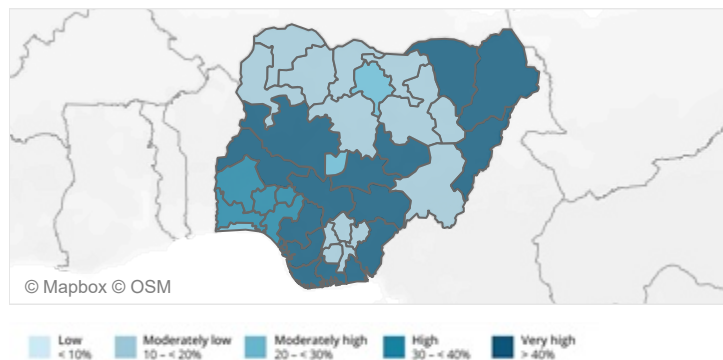 © Mapbox © OSM
Low
< 10%
Moderately low
10 – < 20%
Moderately high
20 – < 30%
High
30 – < 40%
Very high
> 40%